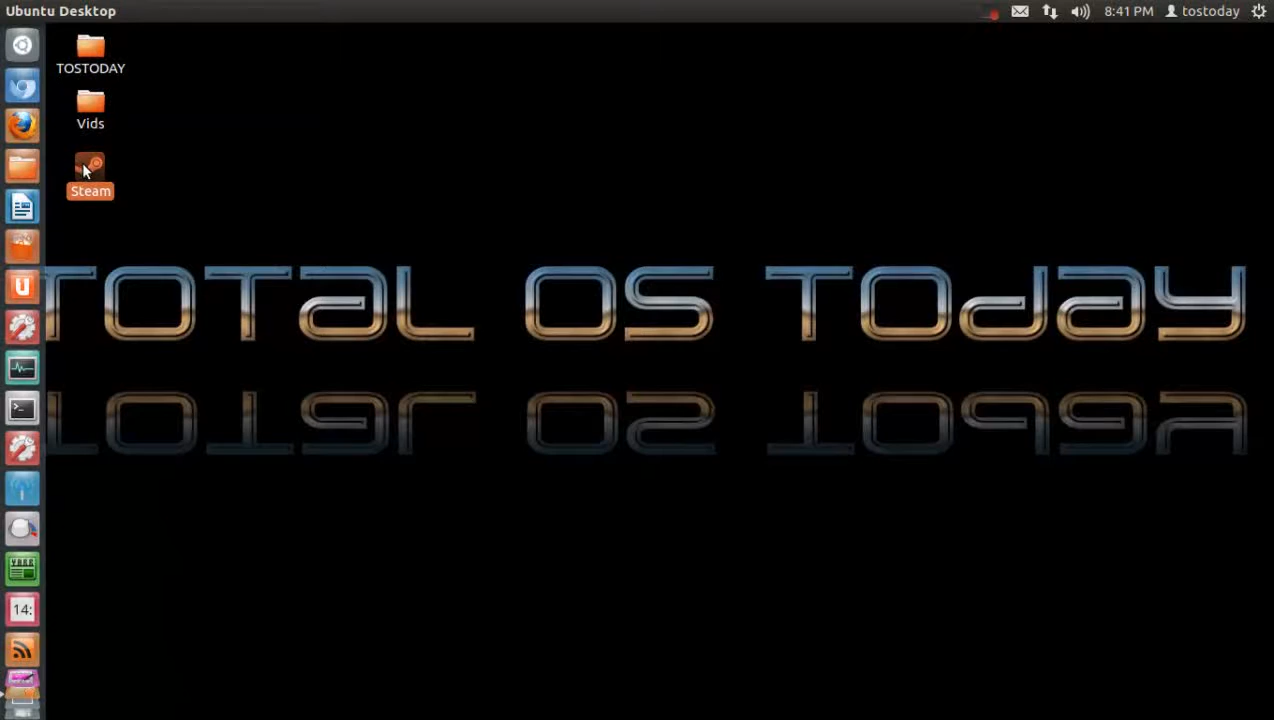 Ubuntu Desktop
8:41 PM
tostoday
TOSTODAY
Vids
Steam
TOTAL OS TODAY
14: